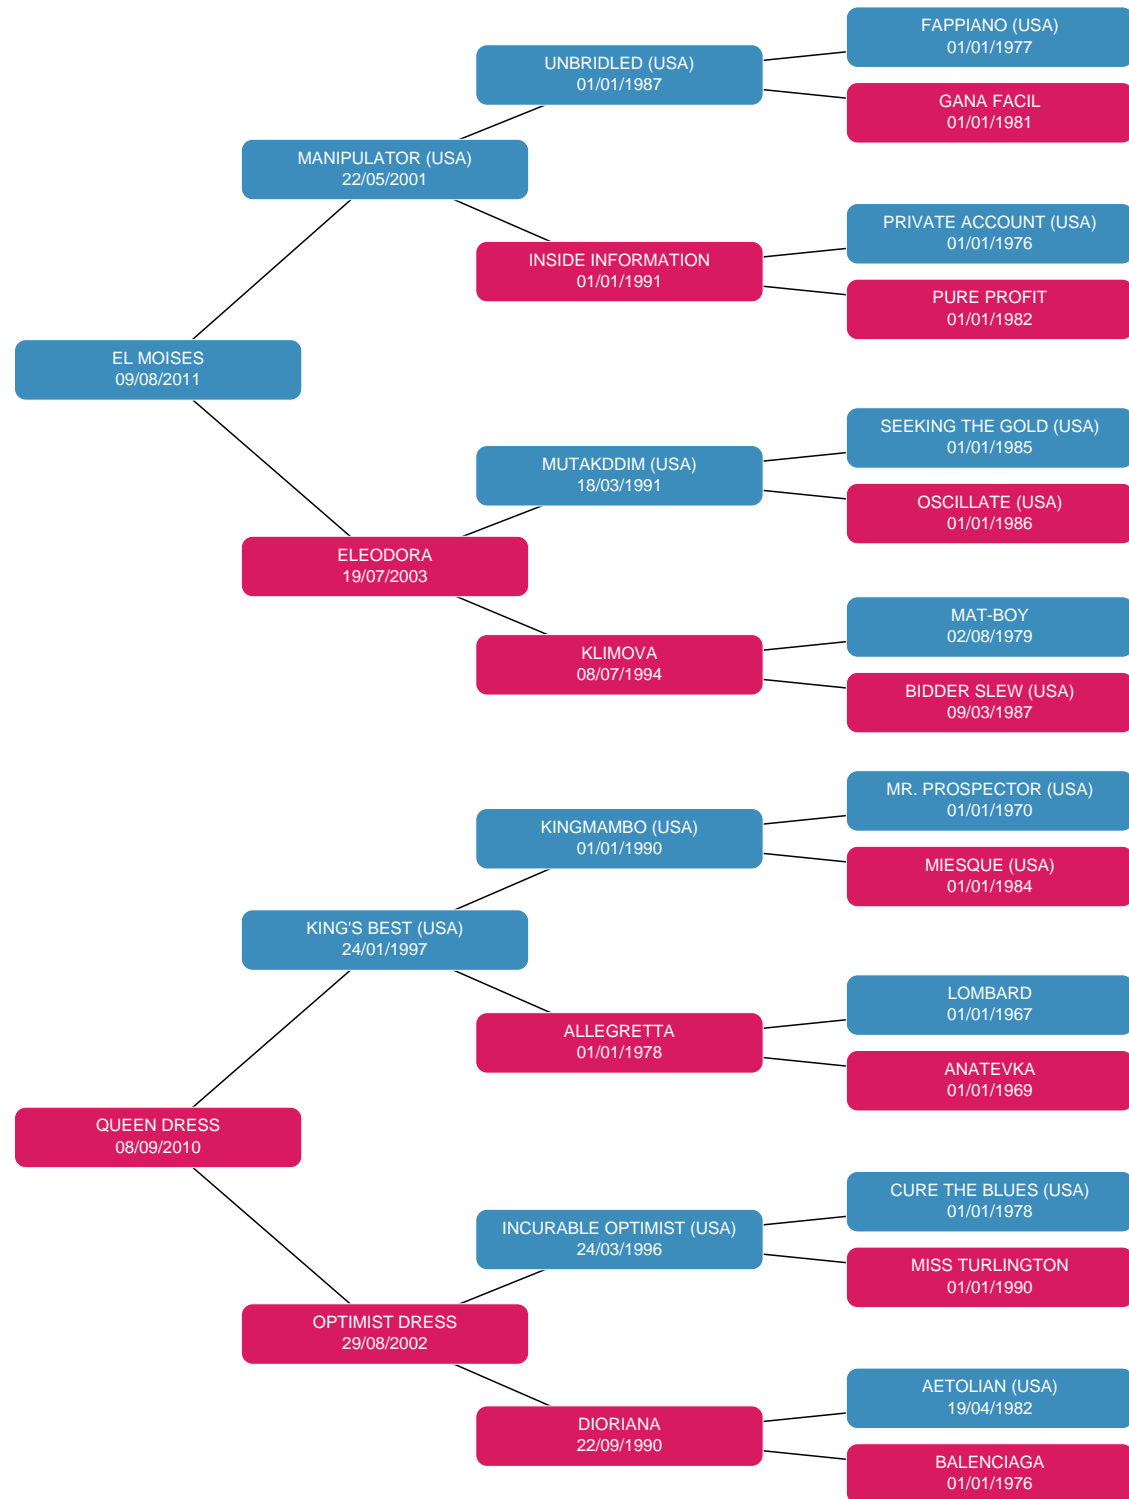 FAPPIANO (USA)
01/01/1977
UNBRIDLED (USA)
01/01/1987
GANA FACIL
01/01/1981
MANIPULATOR (USA)
22/05/2001
PRIVATE ACCOUNT (USA)
01/01/1976
INSIDE INFORMATION
01/01/1991
PURE PROFIT
01/01/1982
EL MOISES
09/08/2011
SEEKING THE GOLD (USA)
01/01/1985
MUTAKDDIM (USA)
18/03/1991
OSCILLATE (USA)
01/01/1986
ELEODORA
19/07/2003
MAT-BOY
02/08/1979
KLIMOVA
08/07/1994
BIDDER SLEW (USA)
09/03/1987
MR. PROSPECTOR (USA)
01/01/1970
KINGMAMBO (USA)
01/01/1990
MIESQUE (USA)
01/01/1984
KING'S BEST (USA)
24/01/1997
LOMBARD
01/01/1967
ALLEGRETTA
01/01/1978
ANATEVKA
01/01/1969
QUEEN DRESS
08/09/2010
CURE THE BLUES (USA)
01/01/1978
INCURABLE OPTIMIST (USA)
24/03/1996
MISS TURLINGTON
01/01/1990
OPTIMIST DRESS
29/08/2002
AETOLIAN (USA)
19/04/1982
DIORIANA
22/09/1990
BALENCIAGA
01/01/1976